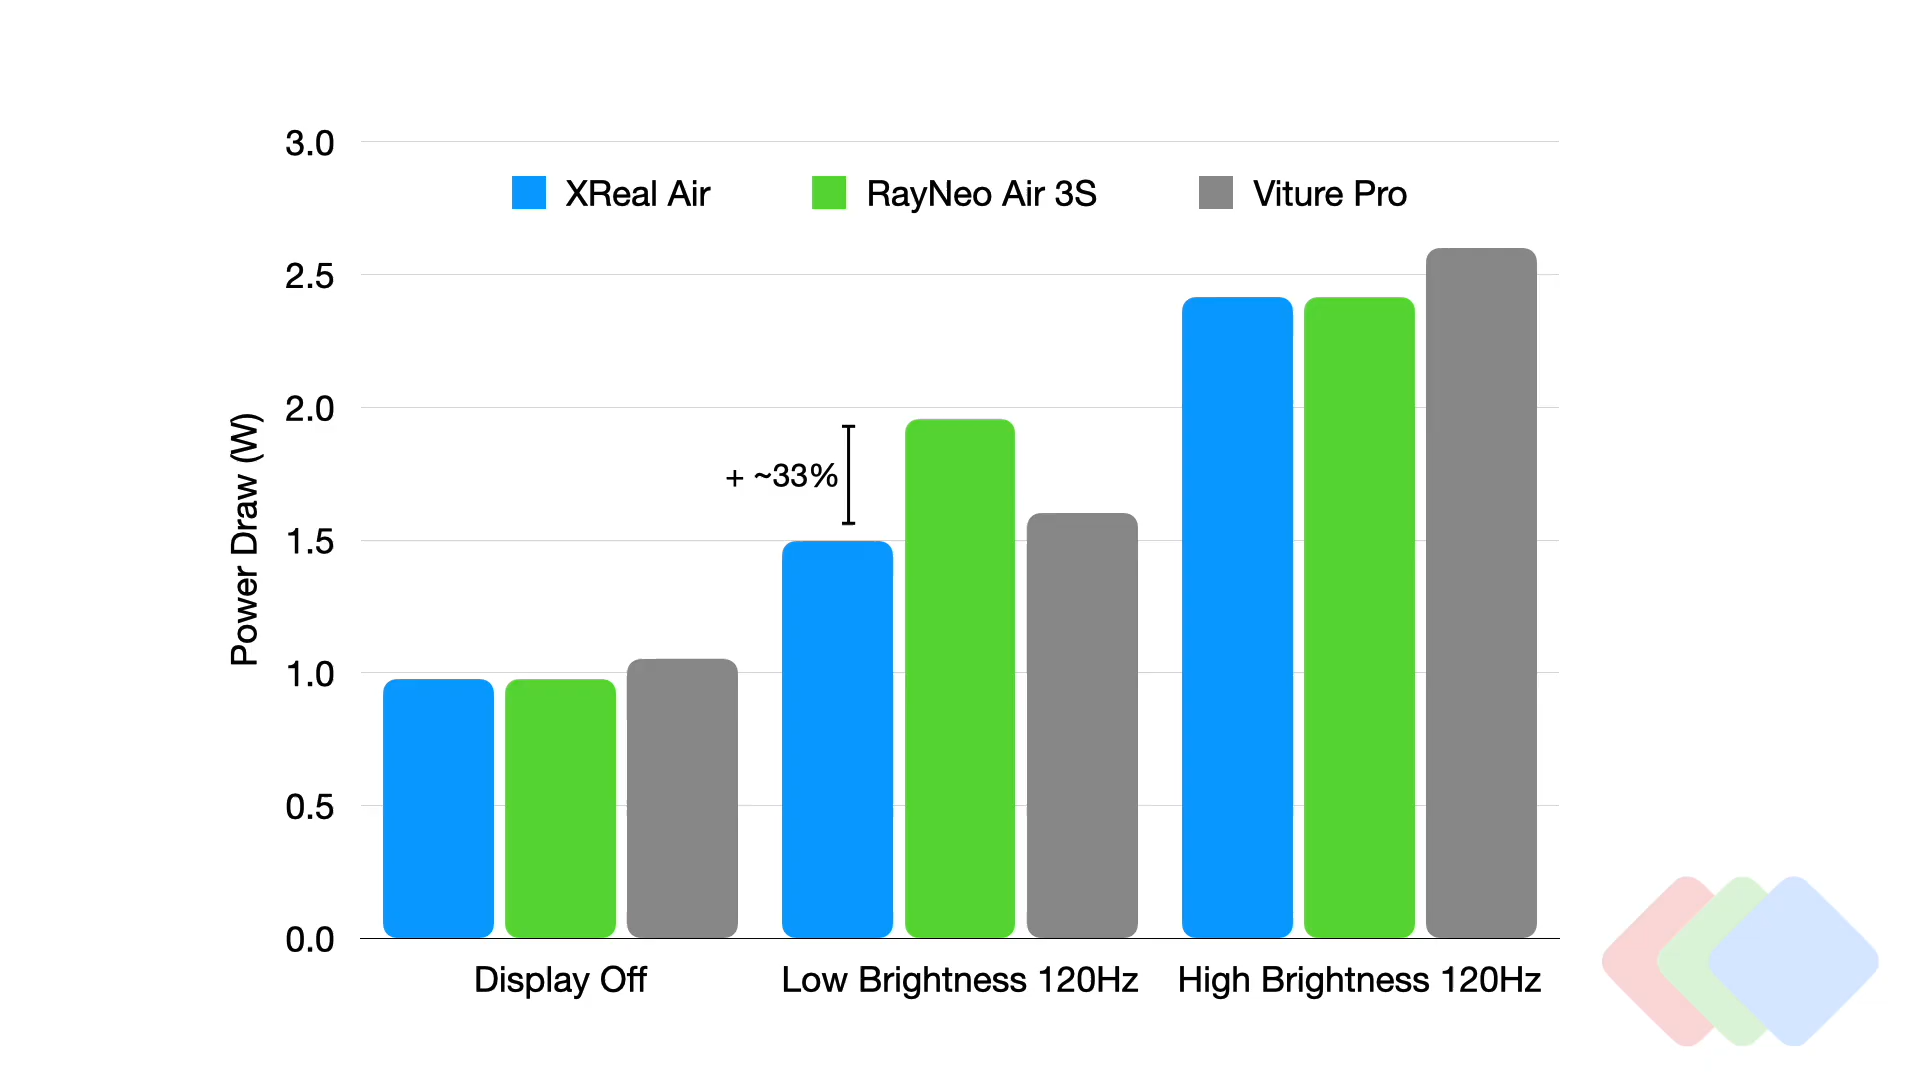 3.0
XReal Air
RayNeo Air 3S
Viture Pro
2.5
2.0
+ ~33%
1.5
1.0
0.5
0.0
Power Draw (W)
Display Off
Low Brightness 120Hz
High Brightness 120Hz